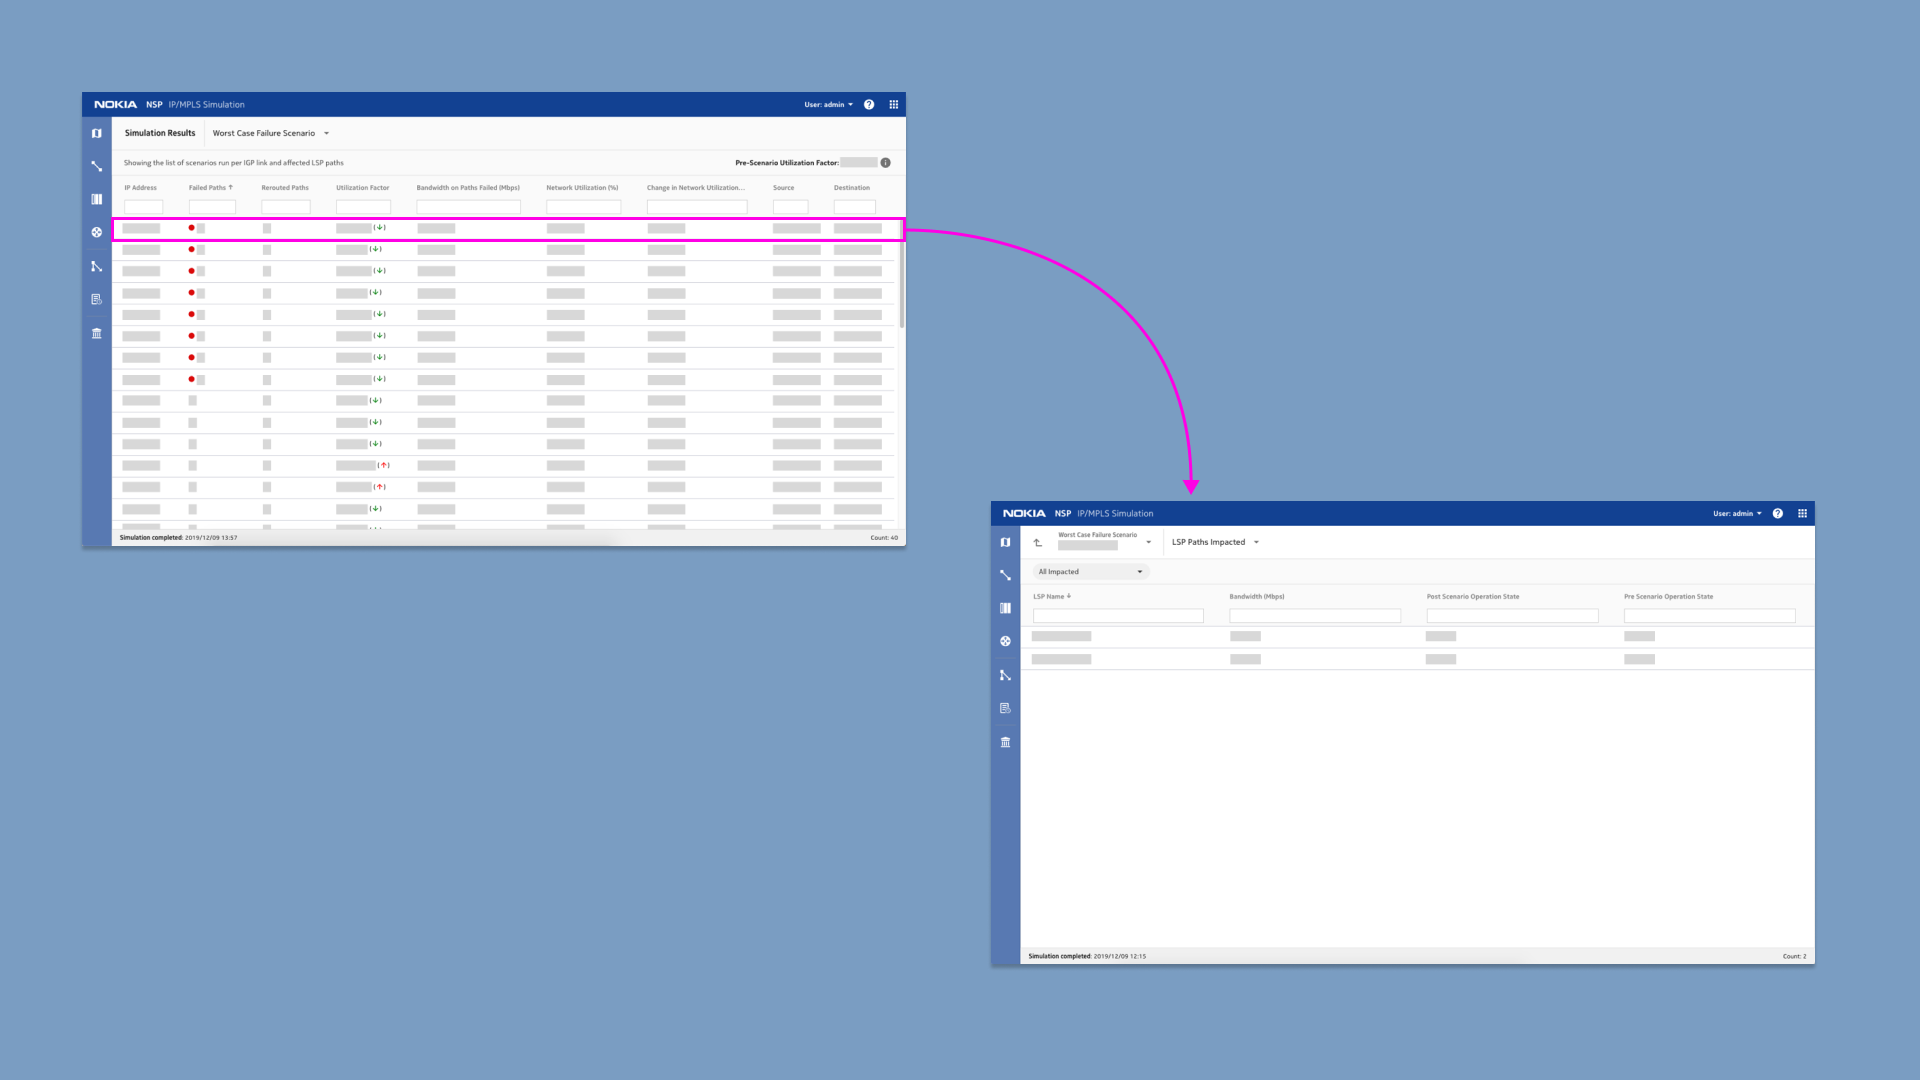 NOKIA NSP IP/MPLS Simulation User: admin
Simulation Results Worst Case Failure Scenario
Showing the list of scenarios run per IGP link and affected LSP paths Pre-Scenario Utilization Factor:
IP Address Failed Paths Rerouted Paths Utilization Factor Bandwidth on Paths Failed (Mbps) Network Utilization (%) Change in Network Utilization... Source Destination
Simulation completed: 2019/12/09 13:57 Count: 40
NOKIA NSP IP/MPLS Simulation User: admin
Worst Case Failure Scenario
LSP Paths Impacted
All Impacted
LSP Name Bandwidth (Mbps) Post Scenario Operation State Pre Scenario Operation State
Simulation completed: 2019/12/09 12:15 Count: 2